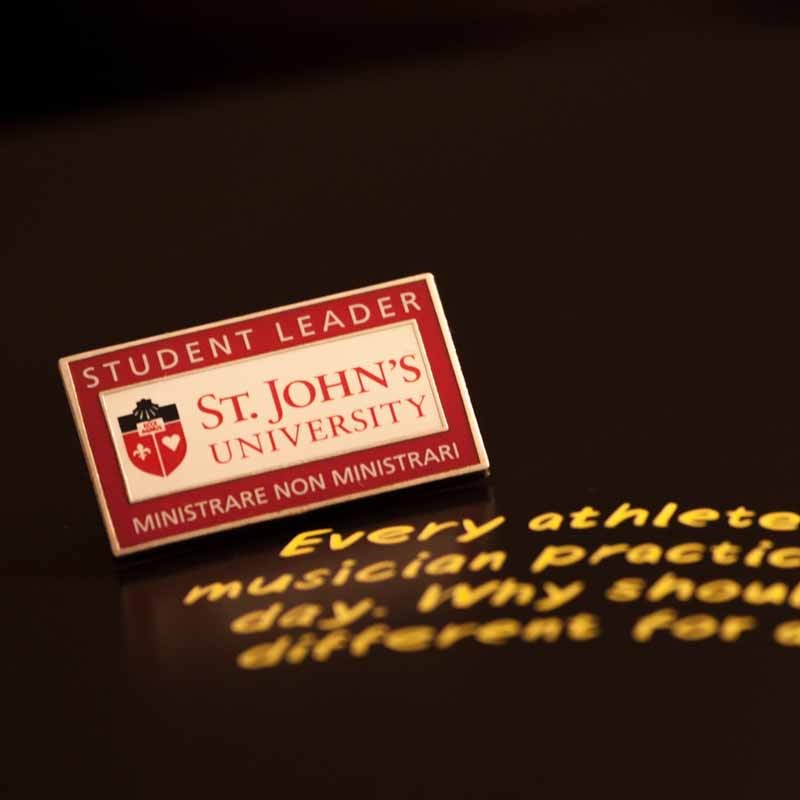 STUDENT LEADER
ST. JOHN'S
UNIVERSITY
MINISTRARE NON MINISTRARI
Every athlete
musician practic
day. Why shou
different for